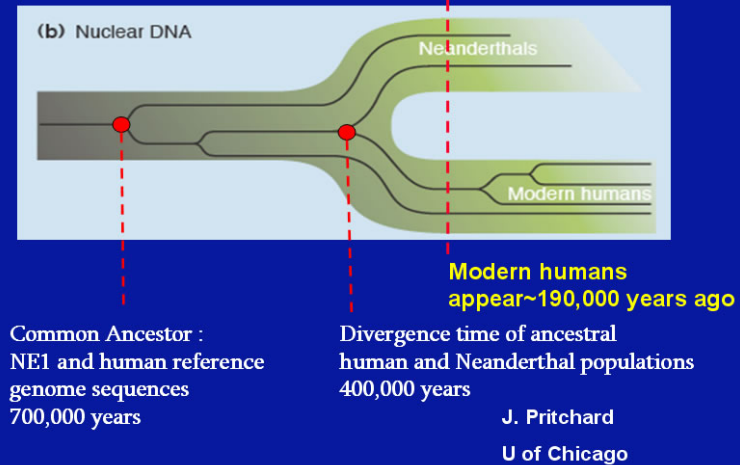 (b) Nuclear DNA
Neanderthals
Modern humans
Modern humans
appear~190,000 years ago
Common Ancestor :
NE1 and human reference
genome sequences
700,000 years
Divergence time of ancestral
human and Neanderthal populations
400,000 years
J. Pritchard
U of Chicago